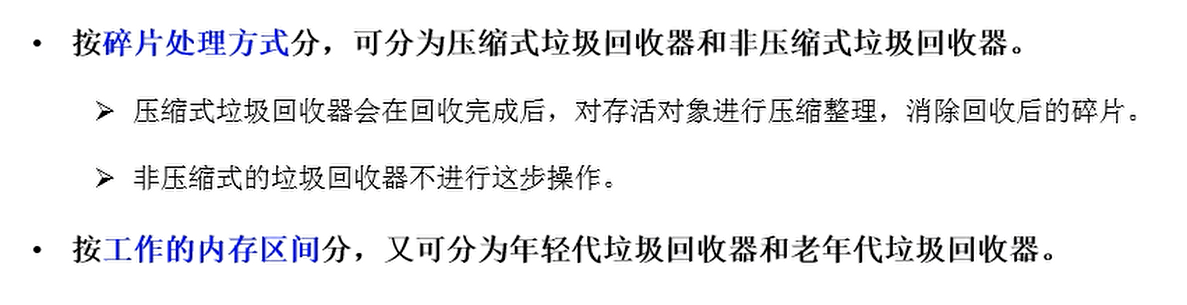 • 按碎片处理方式分，可分为压缩式垃圾回收器和非压缩式垃圾回收器。
➢ 压缩式垃圾回收器会在回收完成后，对存活对象进行压缩整理，消除回收后的碎片。
➢ 非压缩式的垃圾回收器不进行这步操作。
• 按工作的内存区间分，又可分为年轻代垃圾回收器和老年代垃圾回收器。